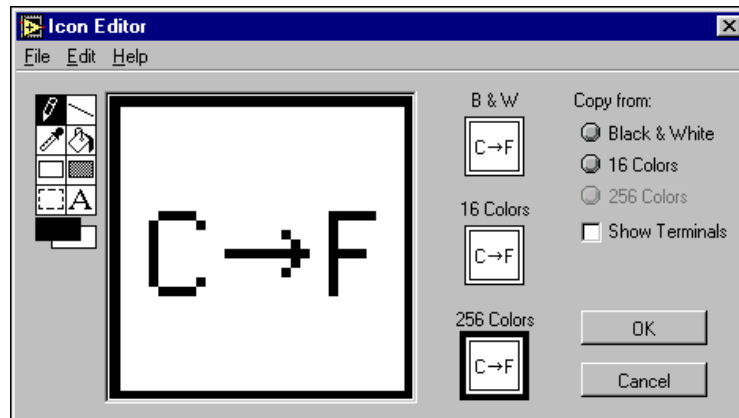 Icon Editor
File Edit Help
A
C→F
B & W
C→F
16 Colors
C→F
256 Colors
C→F
Copy from:
Black & White
16 Colors
256 Colors
Show Terminals
OK
Cancel